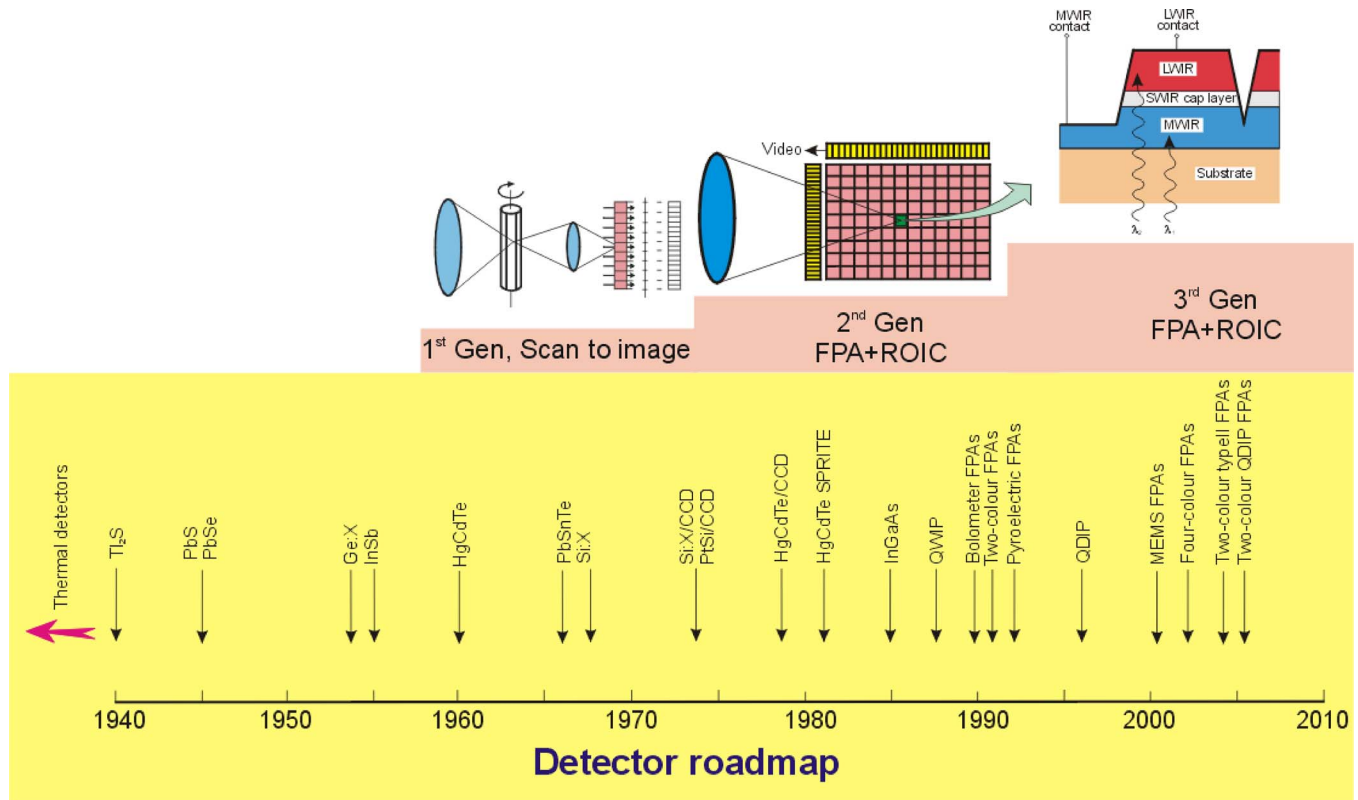 MWIR
contact
LWIR
contact
LWIR
SWIR cap layer
MWIR
Substrate
Video
1st Gen, Scan to image
2nd Gen
FPA+ROIC
3rd Gen
FPA+ROIC
Thermal detectors
Tl₂S
PbS
PbSe
Ge:X
InSb
HgCdTe
PbSnTe
Si:X
Si:X/CCD
PtSi/CCD
HgCdTe/CCD
HgCdTe SPRITE
InGaAs
QWIP
Bolometer FPAs
Two-colour FPAs
Pyroelectric FPAs
QDIP
MEMS FPAs
Four-colour FPAs
Two-colour typeII FPAs
Two-colour QDIP FPAs
1940
1950
1960
1970
1980
1990
2000
2010
Detector roadmap